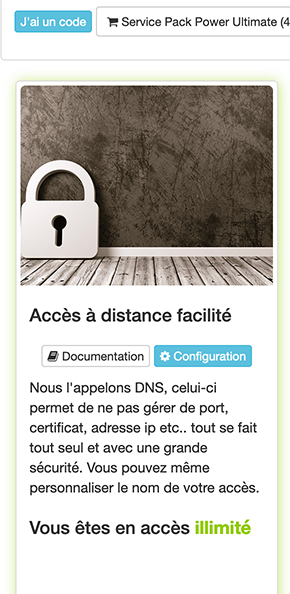 J'ai un code
Service Pack Power Ultimate (4
Accès à distance facilité
Documentation
Configuration
Nous l'appelons DNS, celui-ci
permet de ne pas gérer de port,
certificat, adresse ip etc.. tout se fait
tout seul et avec une grande
sécurité. Vous pouvez même
personnaliser le nom de votre accès.
Vous êtes en accès illimité